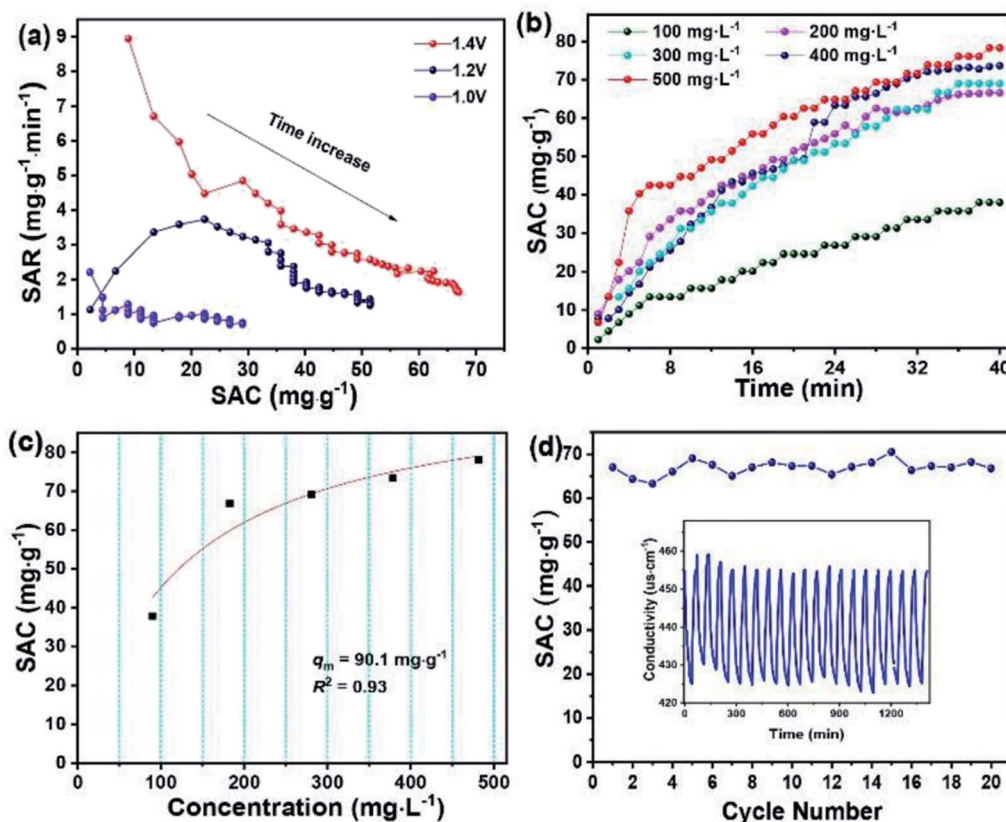 (a)
1.4V
1.2V
1.0V
Time increase
SAR (mg·g⁻¹·min⁻¹)
9
8
7
6
5
4
3
2
1
0
0 10 20 30 40 50 60 70
SAC (mg·g⁻¹)
(b)
100 mg·L⁻¹ 200 mg·L⁻¹
300 mg·L⁻¹ 400 mg·L⁻¹
500 mg·L⁻¹
SAC (mg·g⁻¹)
80
70
60
50
40
30
20
10
0
0 8 16 24 32 40
Time (min)
(c)
SAC (mg·g⁻¹)
80
70
60
50
40
30
20
10
0
qm = 90.1 mg·g⁻¹
R² = 0.93
100 200 300 400 500
Concentration (mg·L⁻¹)
(d)
SAC (mg·g⁻¹)
70
60
50
40
30
20
10
0
Conductivity (us·cm⁻¹)
460
450
440
430
420
0 300 600 900 1200
Time (min)
0 2 4 6 8 10 12 14 16 18 20
Cycle Number